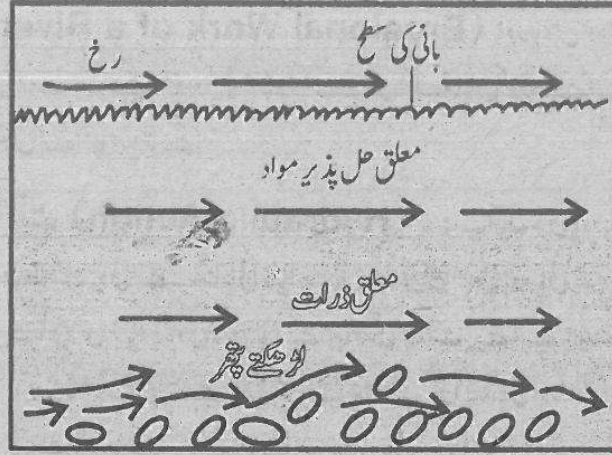 پانی کی سطح
رخ
معلق حل پذیر مواد
معلق ذرات
لڑھکتے پتھر